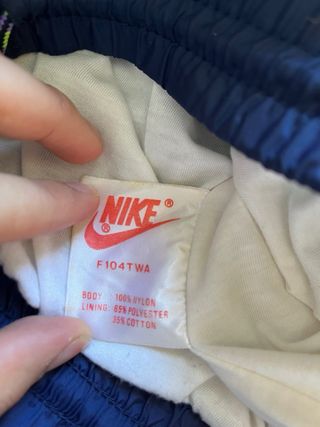 NIKE ®
®
F104TWA
BODY : 100% NYLON
LINING: 65% POLYESTER
35% COTTON